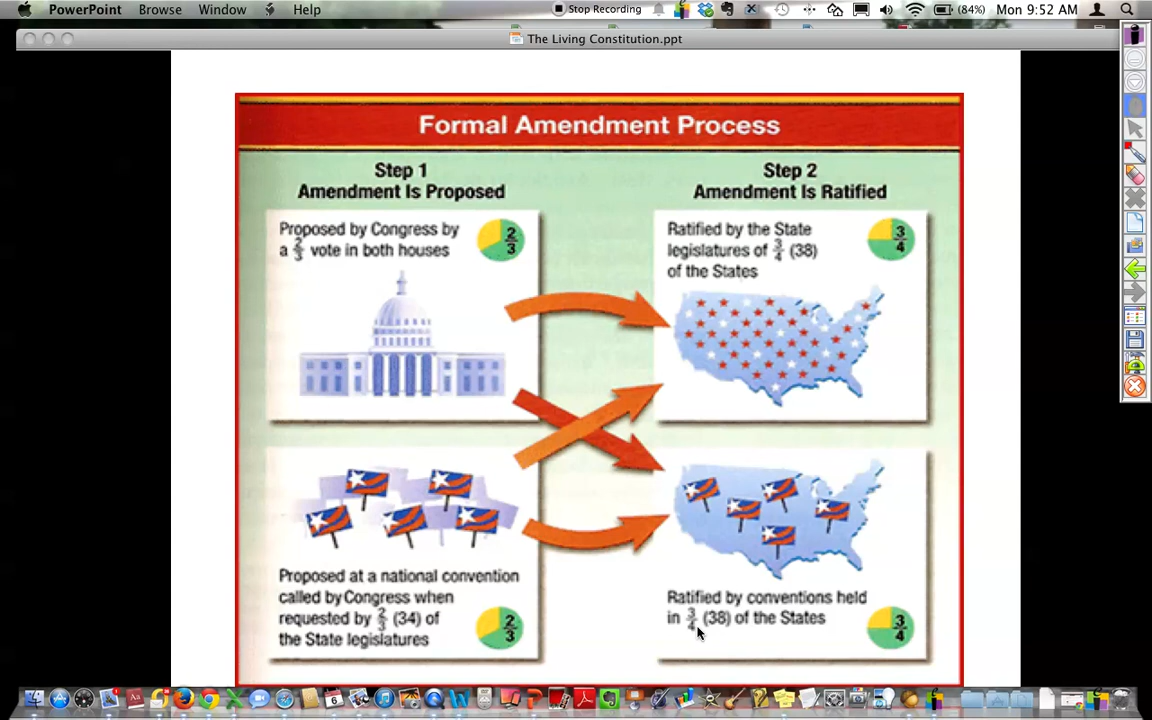 PowerPoint Browse Window Help Stop Recording (84%) Mon 9:52 AM
The Living Constitution.ppt
Formal Amendment Process
Step 1
Amendment Is Proposed
Proposed by Congress by
a 2/3 vote in both houses
2/3
Proposed at a national convention
called by Congress when
requested by 2/3 (34) of
the State legislatures
2/3
Step 2
Amendment Is Ratified
Ratified by the State
legislatures of 3/4 (38)
of the States
3/4
Ratified by conventions held
in 3/4 (38) of the States
3/4